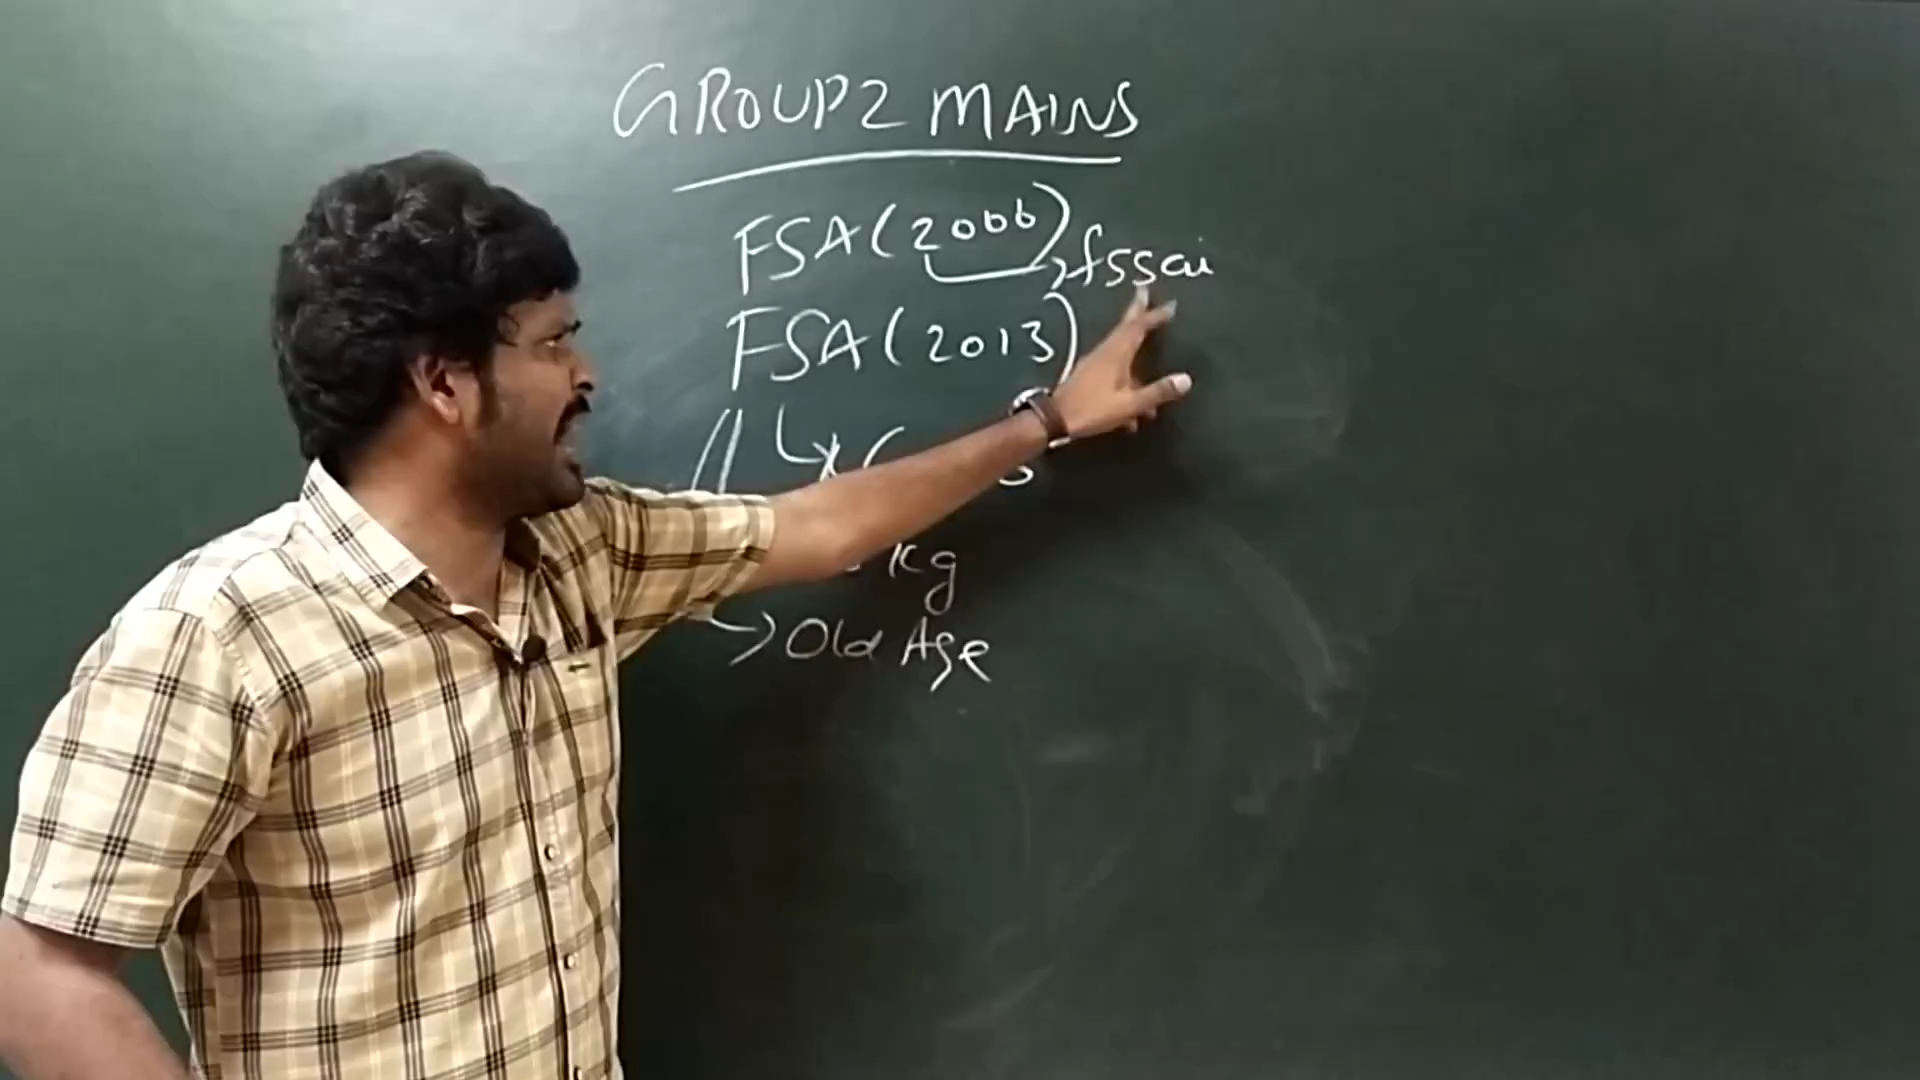 GROUP2 MAINS
FSA (2006)
fssai
FSA (2013)
kg
Old Age